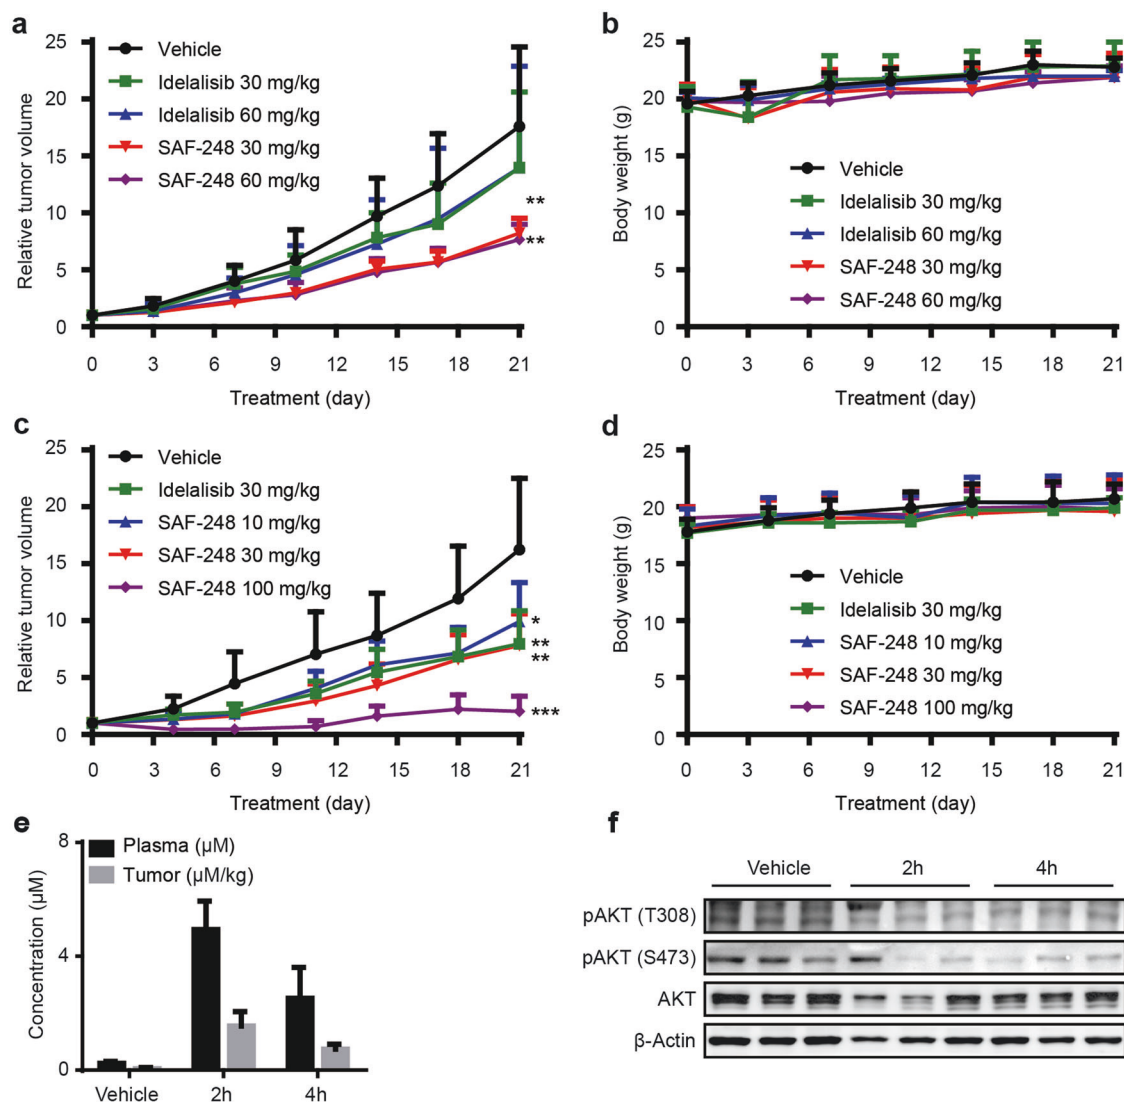 a
Relative tumor volume
25
20
15
10
5
0
Vehicle
Idelalisib 30 mg/kg
Idelalisib 60 mg/kg
SAF-248 30 mg/kg
SAF-248 60 mg/kg
**
**
0 3 6 9 12 15 18 21
Treatment (day)
b
Body weight (g)
25
20
15
10
5
0
Vehicle
Idelalisib 30 mg/kg
Idelalisib 60 mg/kg
SAF-248 30 mg/kg
SAF-248 60 mg/kg
0 3 6 9 12 15 18 21
Treatment (day)
c
Relative tumor volume
25
20
15
10
5
0
Vehicle
Idelalisib 30 mg/kg
SAF-248 10 mg/kg
SAF-248 30 mg/kg
SAF-248 100 mg/kg
*
**
**
***
0 3 6 9 12 15 18 21
Treatment (day)
d
Body weight (g)
25
20
15
10
5
0
Vehicle
Idelalisib 30 mg/kg
SAF-248 10 mg/kg
SAF-248 30 mg/kg
SAF-248 100 mg/kg
0 3 6 9 12 15 18 21
Treatment (day)
e
Concentration (μM)
8
4
0
Plasma (μM)
Tumor (μM/kg)
Vehicle 2h 4h
f
Vehicle 2h 4h
pAKT (T308)
pAKT (S473)
AKT
β-Actin